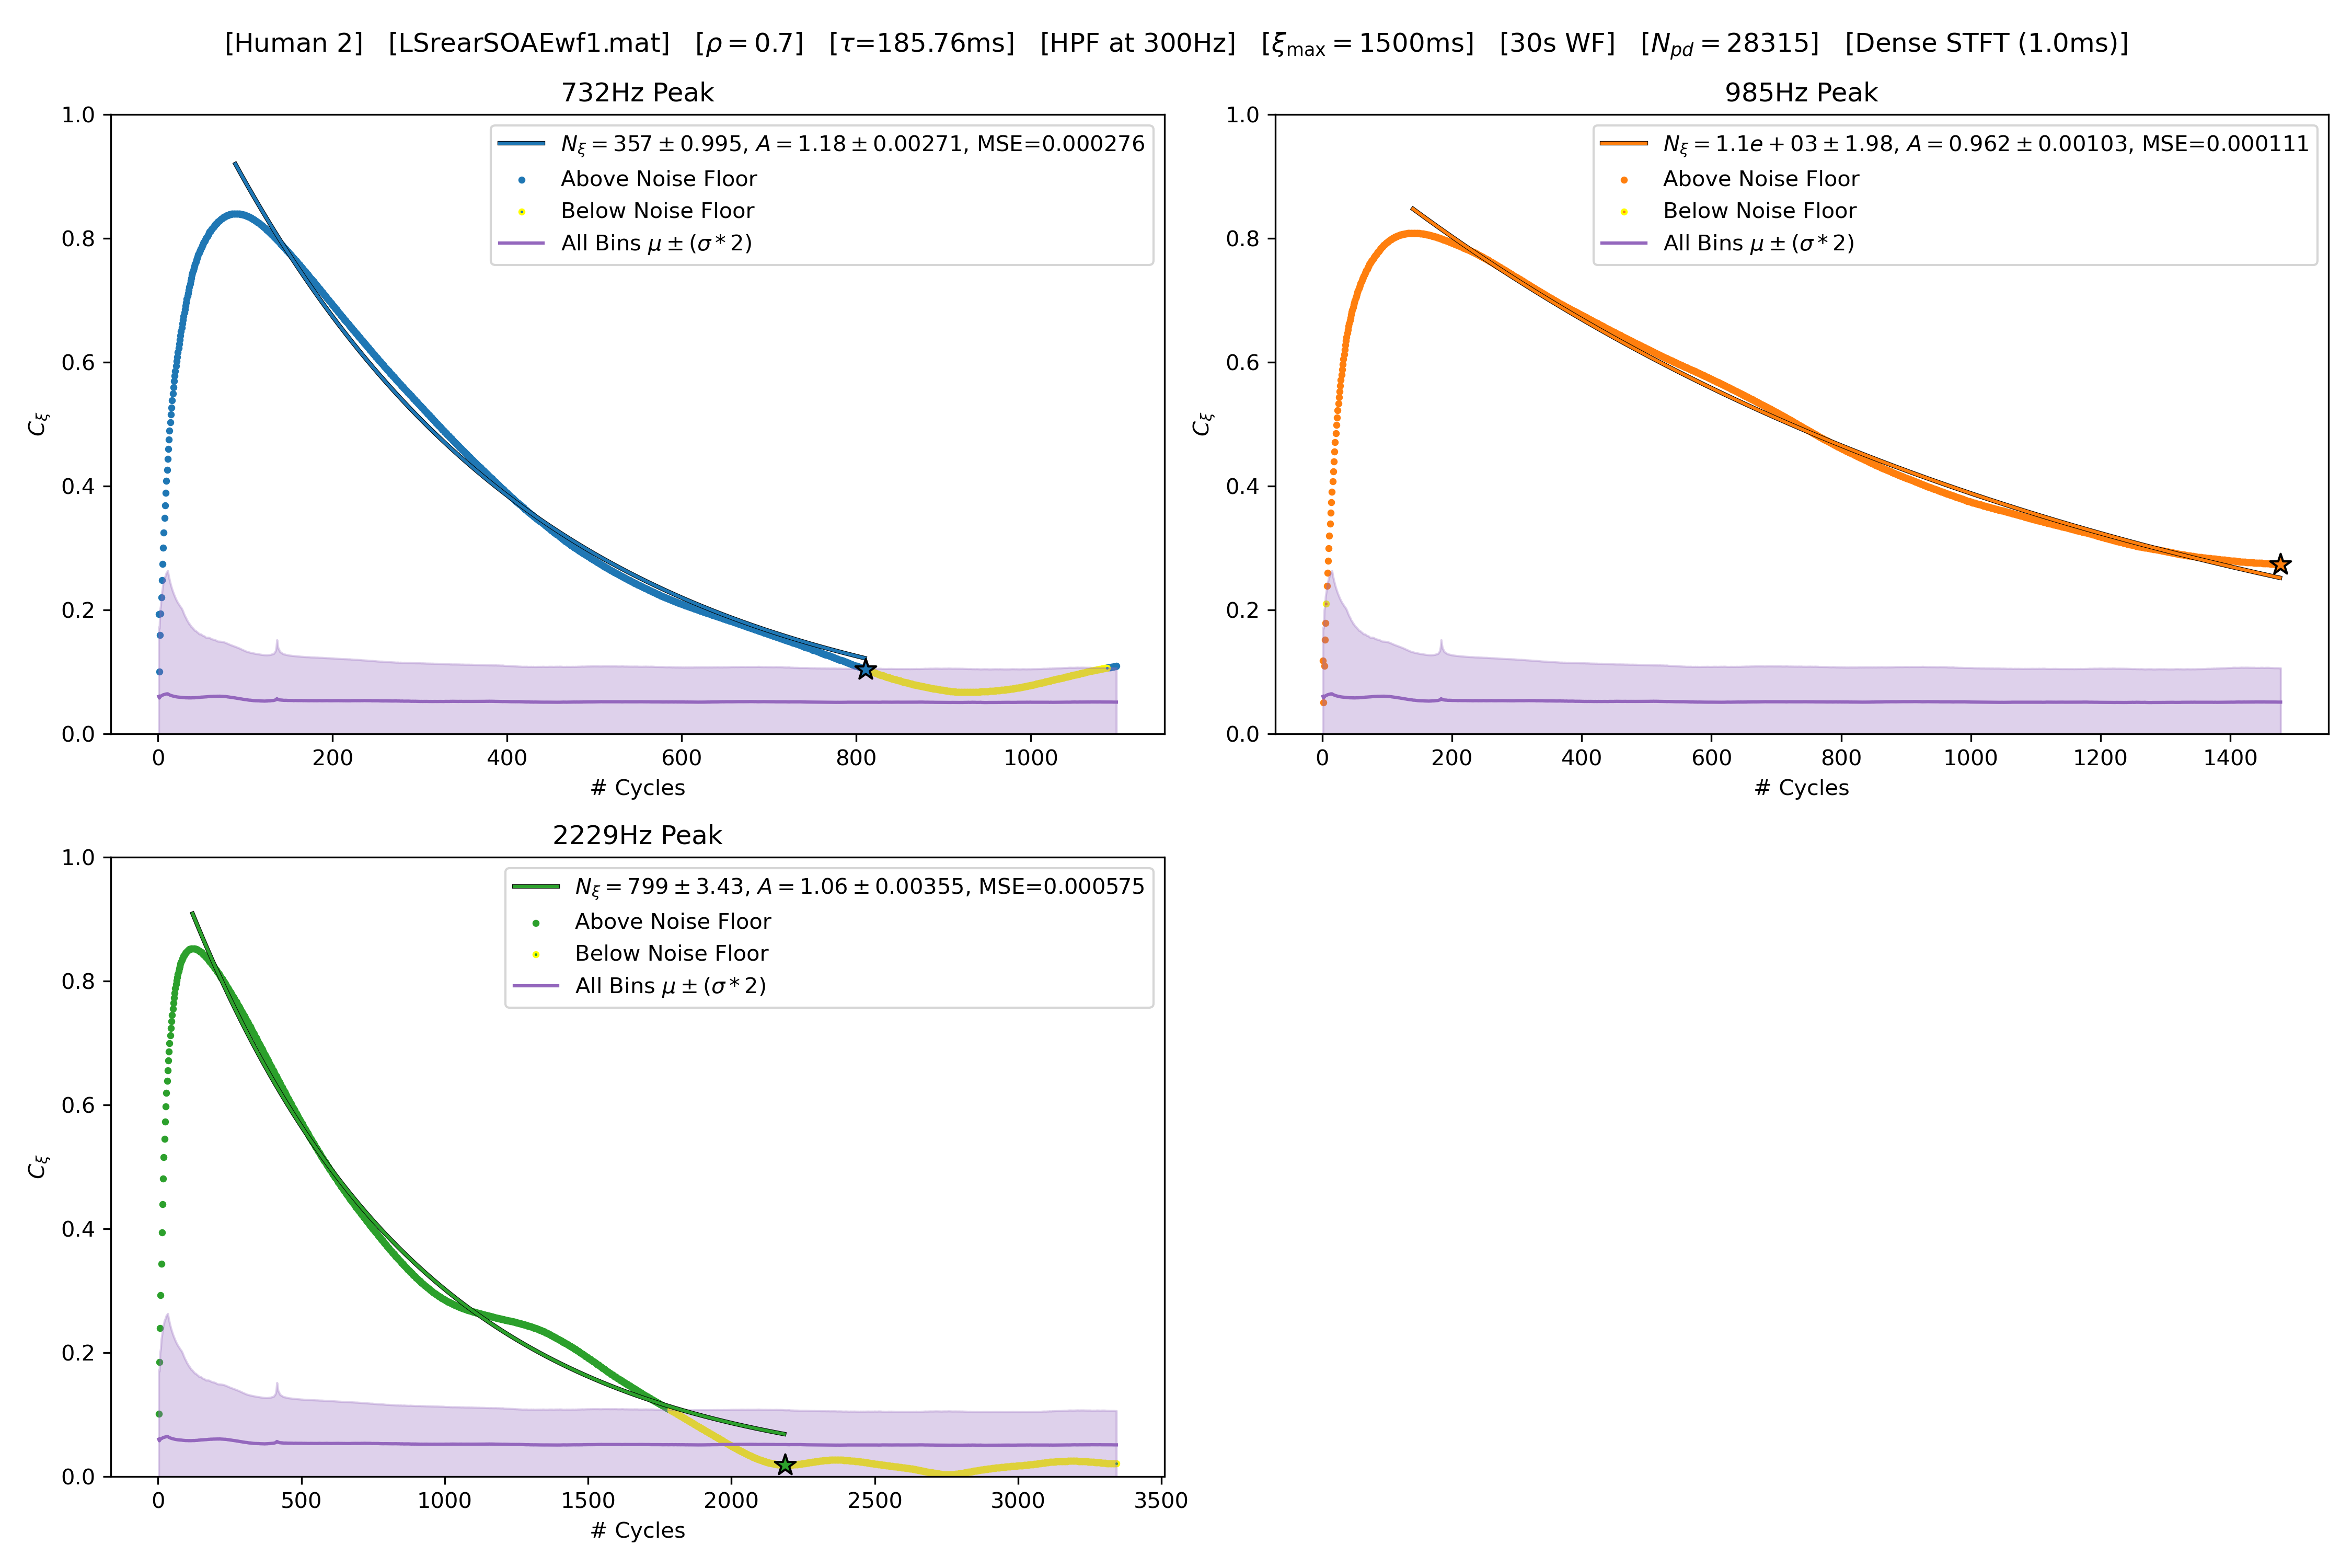 [Human 2] [LSrearSOAEwf1.mat] [ρ = 0.7] [τ=185.76ms] [HPF at 300Hz] [ξmax = 1500ms] [30s WF] [Npd = 28315] [Dense STFT (1.0ms)]
732Hz Peak
Nξ = 357 ± 0.995, A = 1.18 ± 0.00271, MSE=0.000276
Above Noise Floor
Below Noise Floor
All Bins μ ± (σ * 2)
1.0
0.8
0.6
0.4
0.2
0.0
Cξ
0 200 400 600 800 1000
# Cycles
985Hz Peak
Nξ = 1.1e + 03 ± 1.98, A = 0.962 ± 0.00103, MSE=0.000111
Above Noise Floor
Below Noise Floor
All Bins μ ± (σ * 2)
1.0
0.8
0.6
0.4
0.2
0.0
Cξ
0 200 400 600 800 1000 1200 1400
# Cycles
2229Hz Peak
Nξ = 799 ± 3.43, A = 1.06 ± 0.00355, MSE=0.000575
Above Noise Floor
Below Noise Floor
All Bins μ ± (σ * 2)
1.0
0.8
0.6
0.4
0.2
0.0
Cξ
0 500 1000 1500 2000 2500 3000 3500
# Cycles